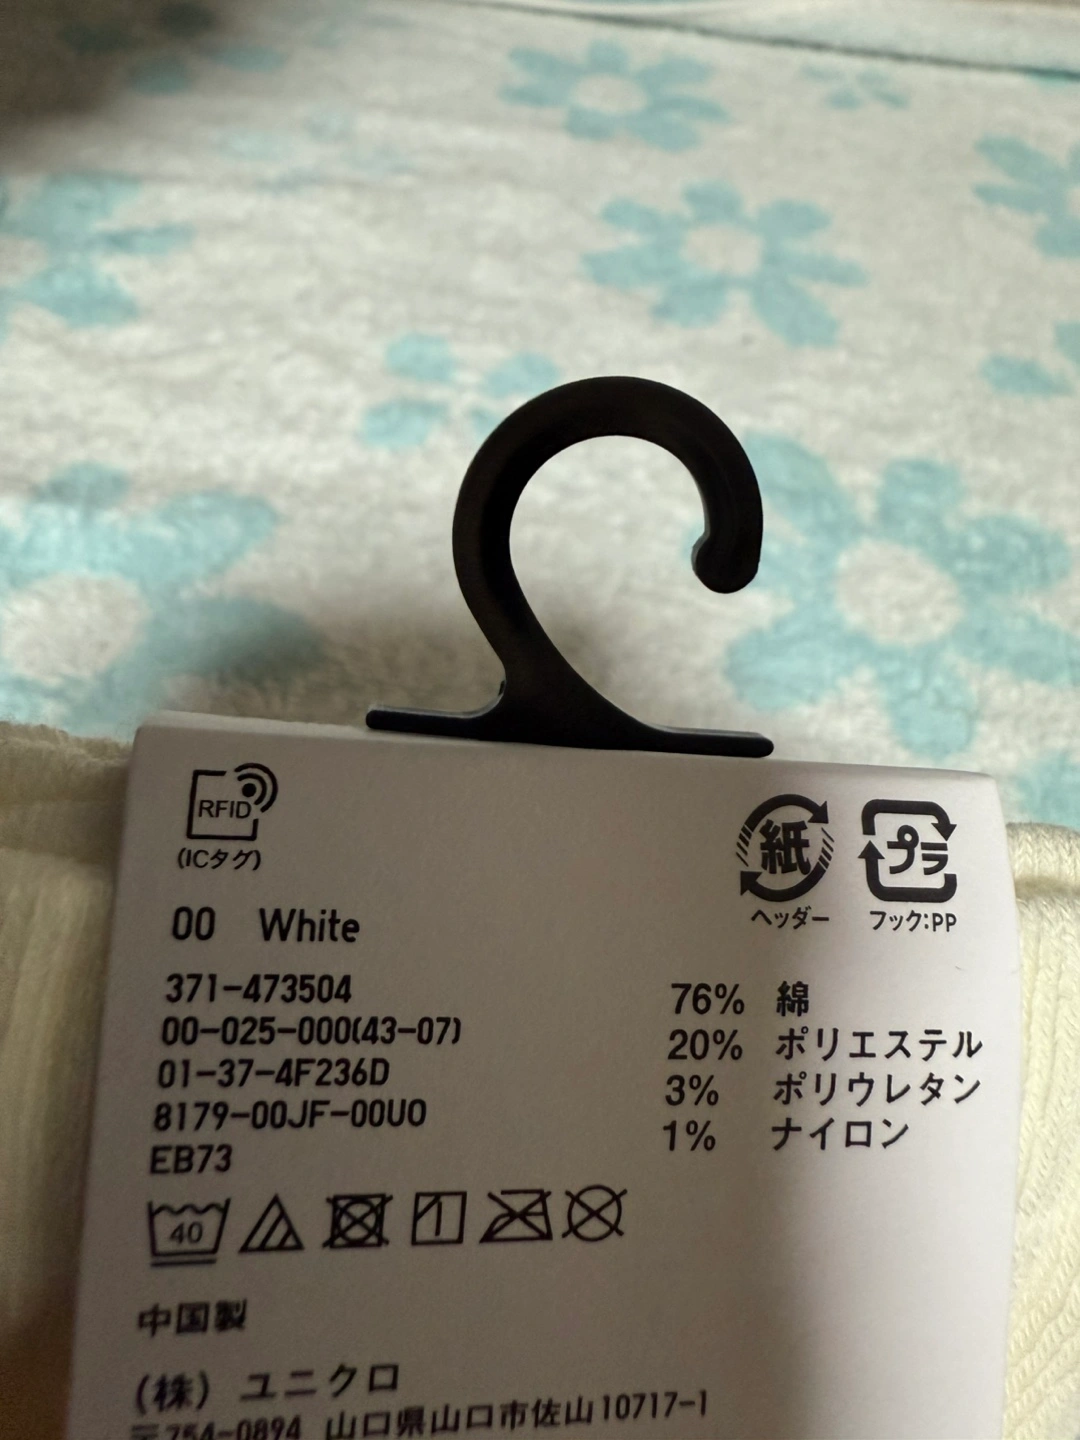 RFID
(ICタグ)
紙
ヘッダー
プラ
フック:PP
00 White
371-473504
00-025-000(43-07)
01-37-4F236D
8179-00JF-00U0
EB73
76% 綿
20% ポリエステル
3% ポリウレタン
1% ナイロン
40
中国製
(株) ユニクロ
〒754-0894 山口県山口市佐山10717-1